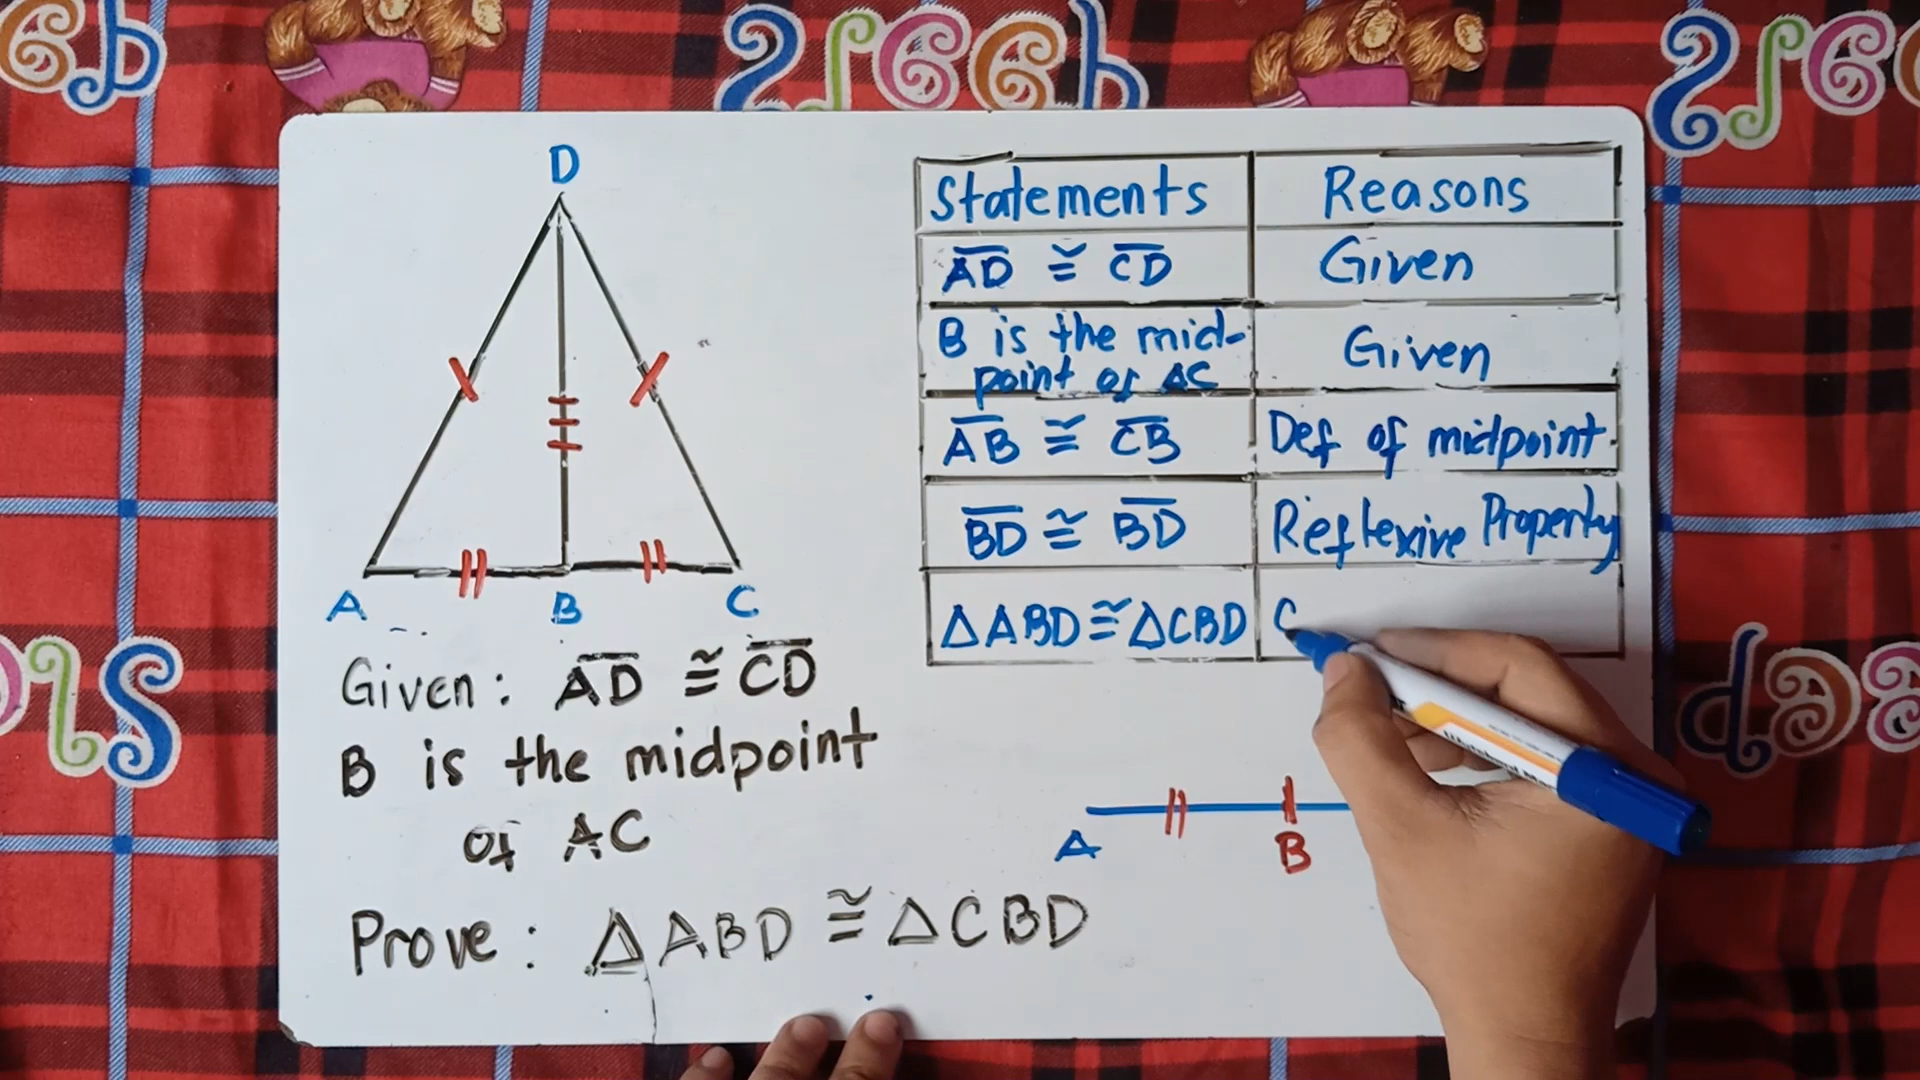 D
A B C
Given: AD ≅ CD
B is the midpoint
of AC
Prove: △ABD ≅ △CBD
Statements Reasons
AD ≅ CD Given
B is the mid-
point of AC Given
AB ≅ CB Def of midpoint
BD ≅ BD Reflexive Property
△ABD≅△CBD
A B